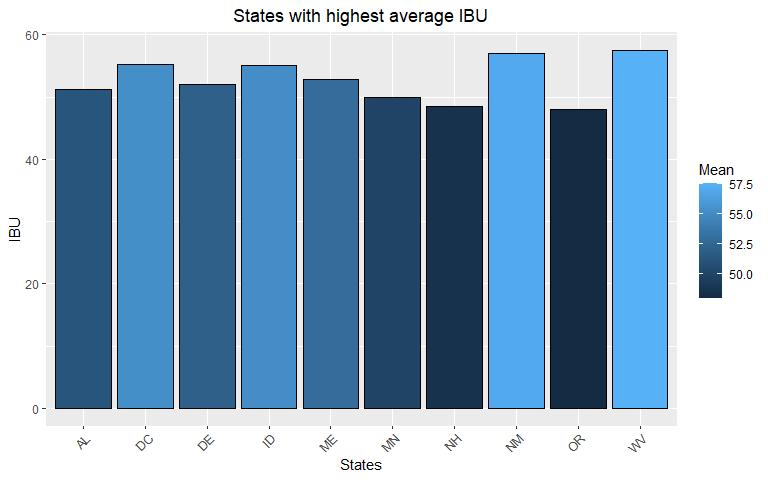 States with highest average IBU
60
40
20
0
IBU
AL DC DE ID ME MN NH NM OR WV
States
Mean
57.5
55.0
52.5
50.0